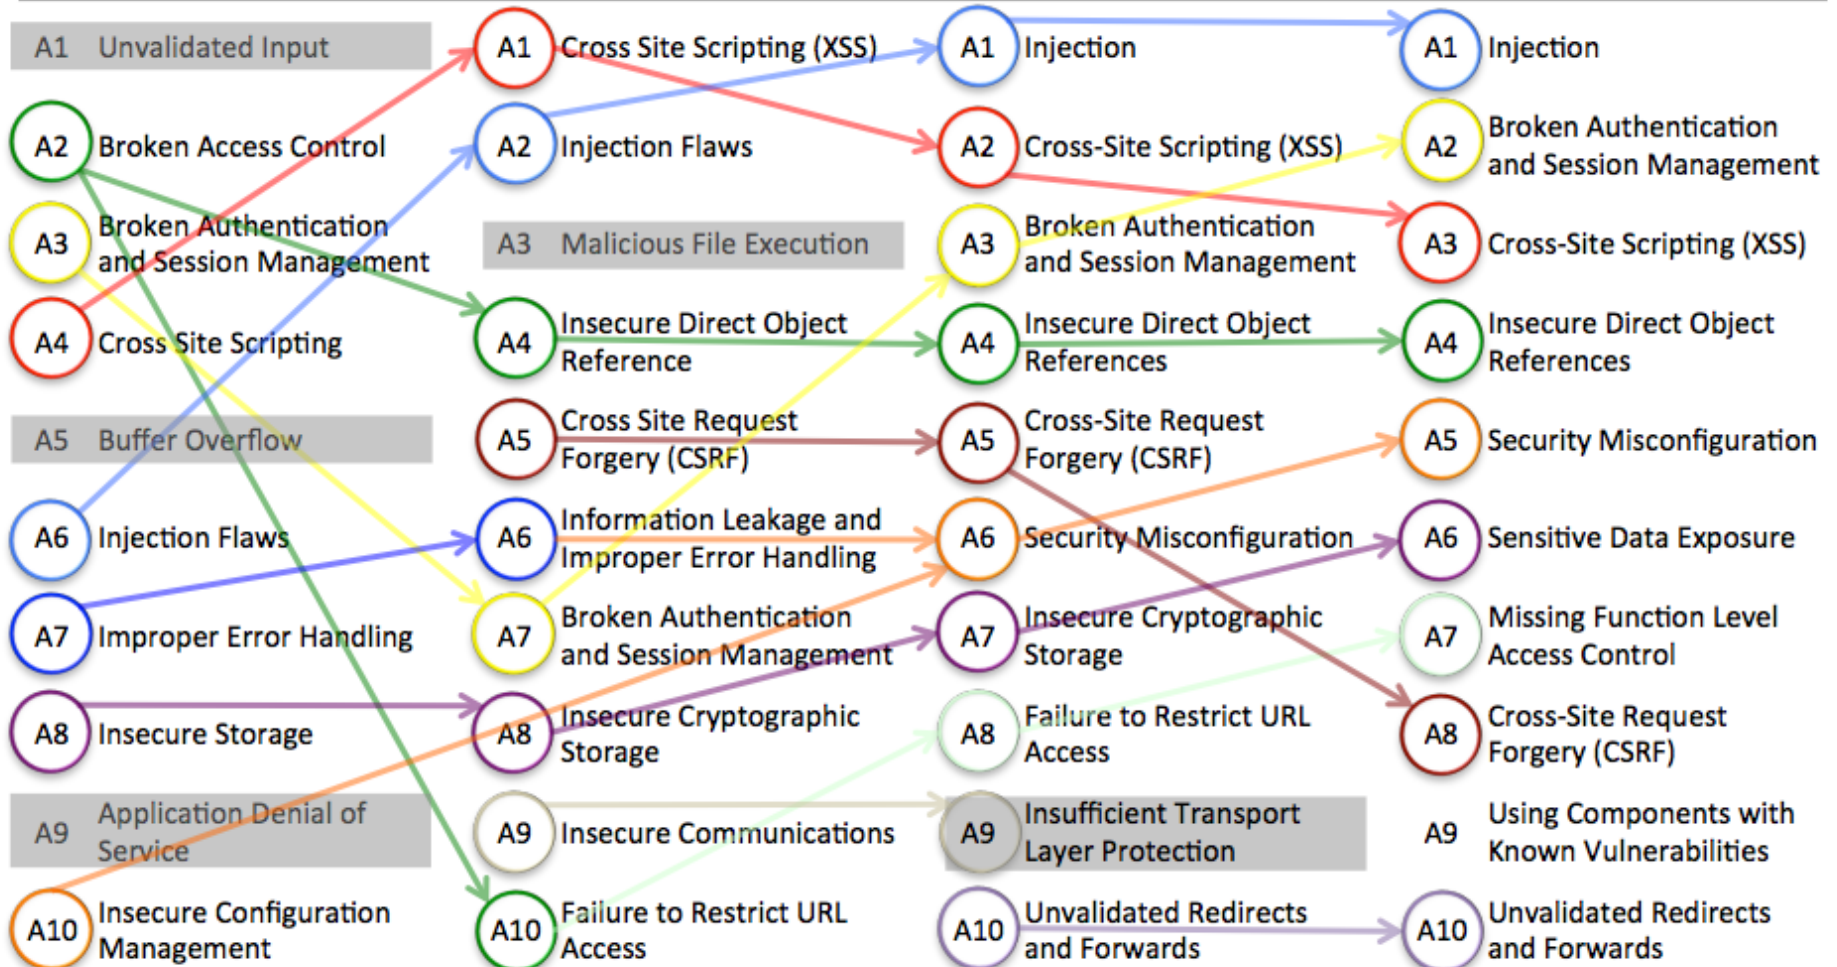 A1 Unvalidated Input
A2 Broken Access Control
A3 Broken Authentication
and Session Management
A4 Cross Site Scripting
A5 Buffer Overflow
A6 Injection Flaws
A7 Improper Error Handling
A8 Insecure Storage
A9 Application Denial of
Service
A10 Insecure Configuration
Management
A1 Cross Site Scripting (XSS)
A2 Injection Flaws
A3 Malicious File Execution
A4 Insecure Direct Object
Reference
A5 Cross Site Request
Forgery (CSRF)
A6 Information Leakage and
Improper Error Handling
A7 Broken Authentication
and Session Management
A8 Insecure Cryptographic
Storage
A9 Insecure Communications
A10 Failure to Restrict URL
Access
A1 Injection
A2 Cross-Site Scripting (XSS)
A3 Broken Authentication
and Session Management
A4 Insecure Direct Object
References
A5 Cross-Site Request
Forgery (CSRF)
A6 Security Misconfiguration
A7 Insecure Cryptographic
Storage
A8 Failure to Restrict URL
Access
A9 Insufficient Transport
Layer Protection
A10 Unvalidated Redirects
and Forwards
A1 Injection
A2 Broken Authentication
and Session Management
A3 Cross-Site Scripting (XSS)
A4 Insecure Direct Object
References
A5 Security Misconfiguration
A6 Sensitive Data Exposure
A7 Missing Function Level
Access Control
A8 Cross-Site Request
Forgery (CSRF)
A9 Using Components with
Known Vulnerabilities
A10 Unvalidated Redirects
and Forwards